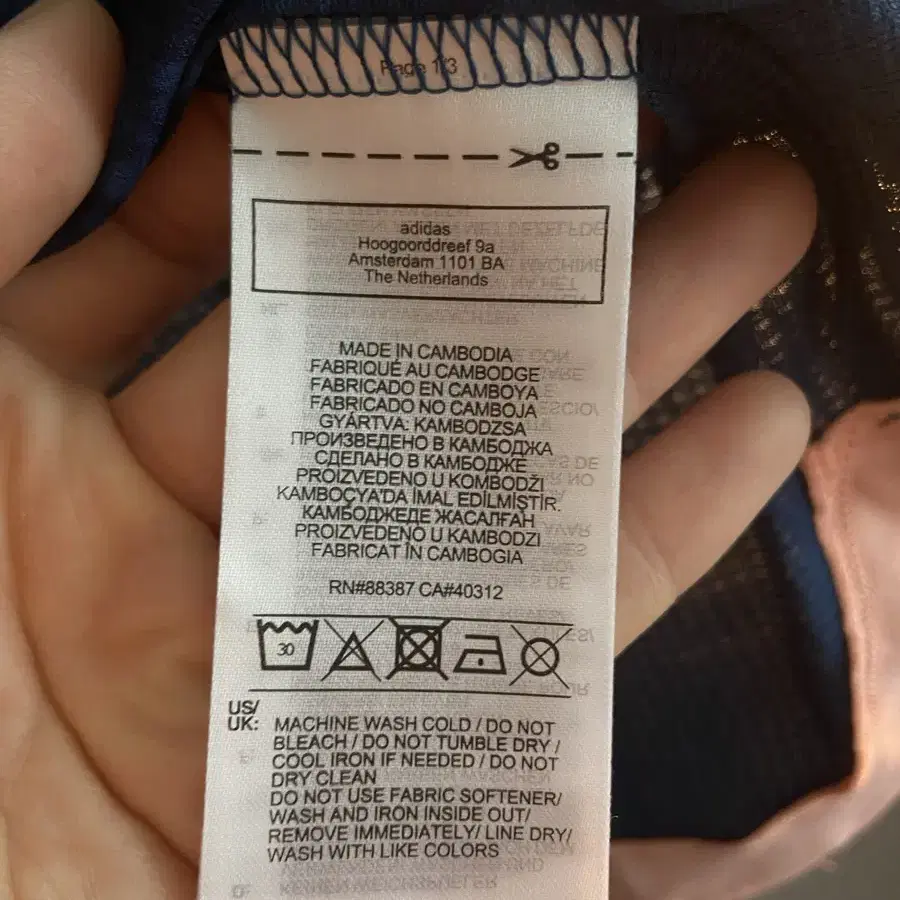 Page 1/3
adidas
Hoogoorddreef 9a
Amsterdam 1101 BA
The Netherlands
MADE IN CAMBODIA
FABRIQUÉ AU CAMBODGE
FABRICADO EN CAMBOYA
FABRICADO NO CAMBOJA
GYÁRTVA: KAMBODZSA
ПРОИЗВЕДЕНО В КАМБОДЖА
СДЕЛАНО В КАМБОДЖЕ
PROIZVEDENO U KOMBODŽI
KAMBOÇYA'DA İMAL EDİLMİŞTİR.
КАМБОДЖЕДЕ ЖАСАЛҒАН
PROIZVEDENO U KAMBODZI
FABRICAT ÎN CAMBOGIA
RN#88387 CA#40312
30
US/
UK: MACHINE WASH COLD / DO NOT
BLEACH / DO NOT TUMBLE DRY /
COOL IRON IF NEEDED / DO NOT
DRY CLEAN
DO NOT USE FABRIC SOFTENER/
WASH AND IRON INSIDE OUT/
REMOVE IMMEDIATELY/ LINE DRY/
WASH WITH LIKE COLORS